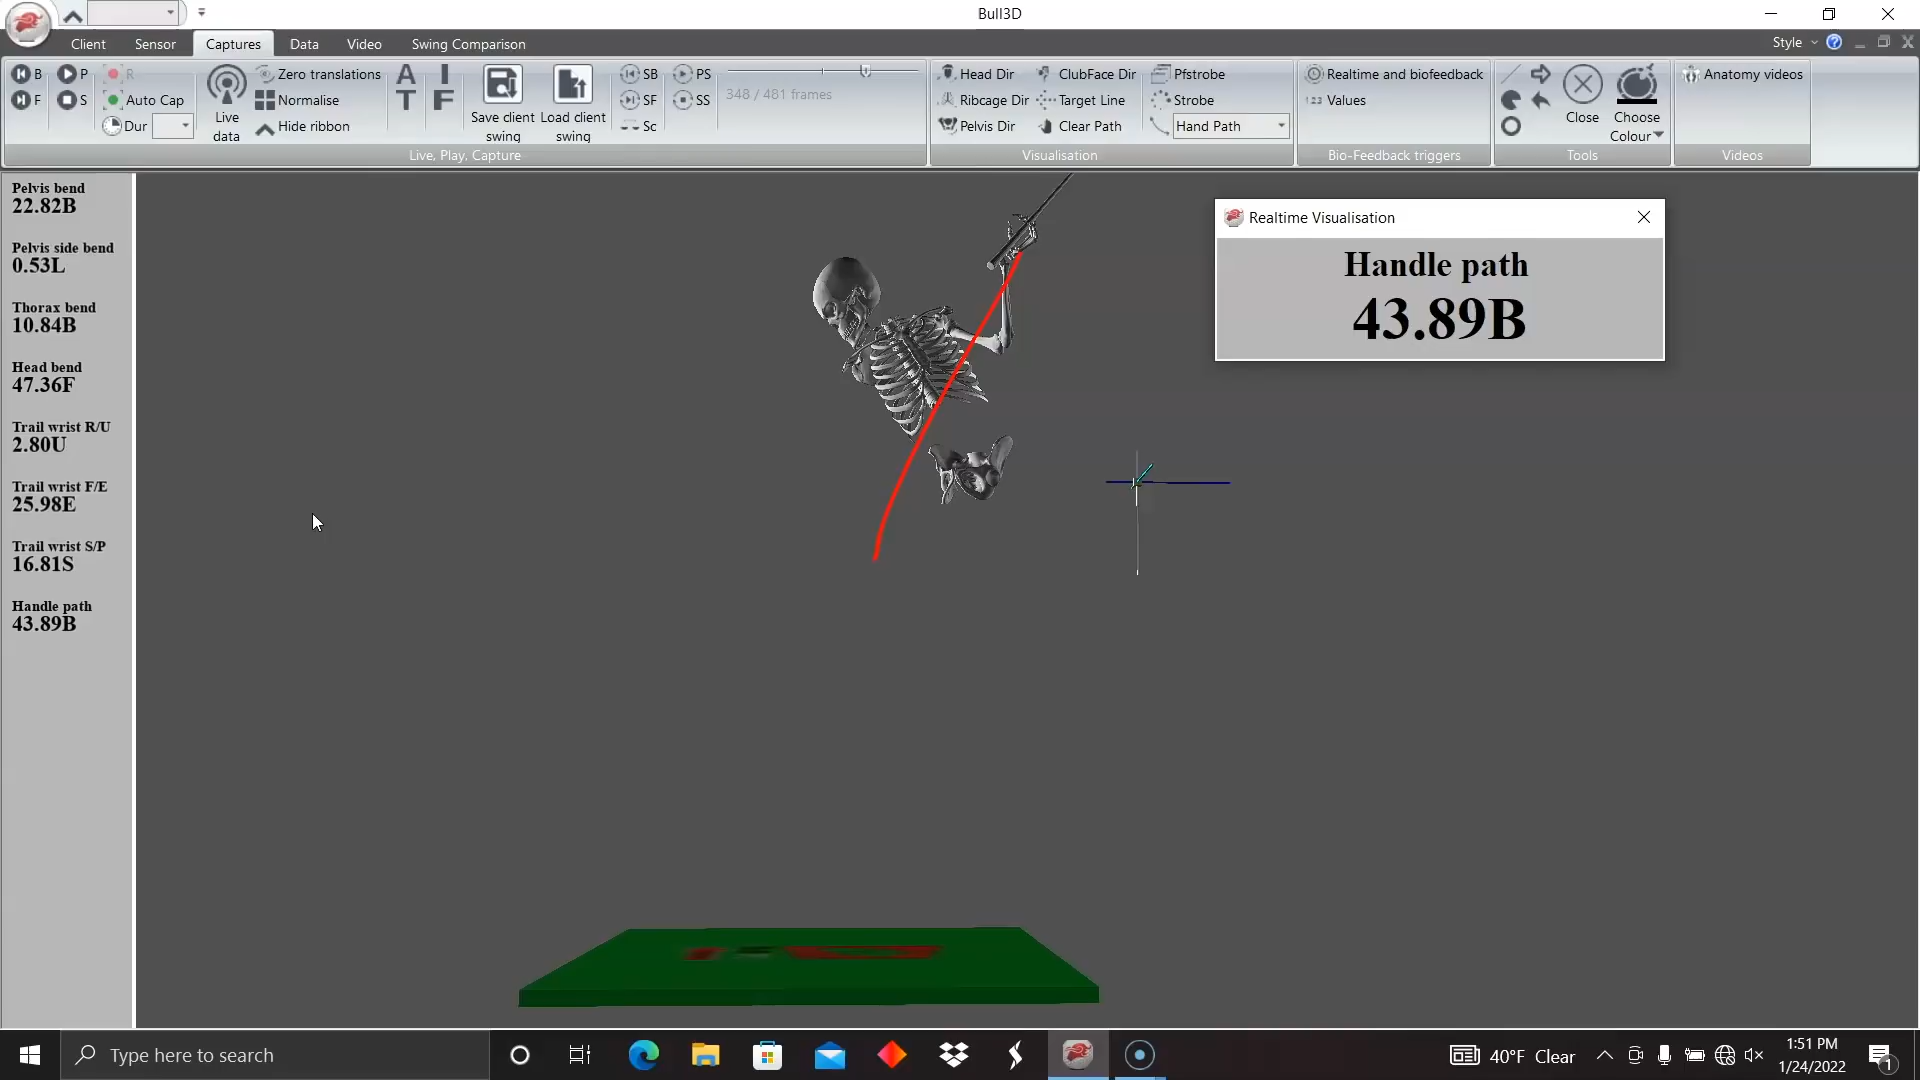 Bull3D
Client
Sensor
Captures
Data
Video
Swing Comparison
Style
B
P
R
F
S
Auto Cap
Dur
Live
data
Zero translations
Normalise
Hide ribbon
A
T
I
F
Save client
swing
Load client
swing
SB
SF
Sc
PS
SS
348 / 481 frames
Live, Play, Capture
Head Dir
Ribcage Dir
Pelvis Dir
ClubFace Dir
Target Line
Clear Path
Pfstrobe
Strobe
Hand Path
Visualisation
Realtime and biofeedback
123 Values
Bio-Feedback triggers
Close
Choose
Colour
Tools
Anatomy videos
Videos
Pelvis bend
22.82B
Pelvis side bend
0.53L
Thorax bend
10.84B
Head bend
47.36F
Trail wrist R/U
2.80U
Trail wrist F/E
25.98E
Trail wrist S/P
16.81S
Handle path
43.89B
Realtime Visualisation
Handle path
43.89B
Type here to search
40°F Clear
1:51 PM
1/24/2022
1